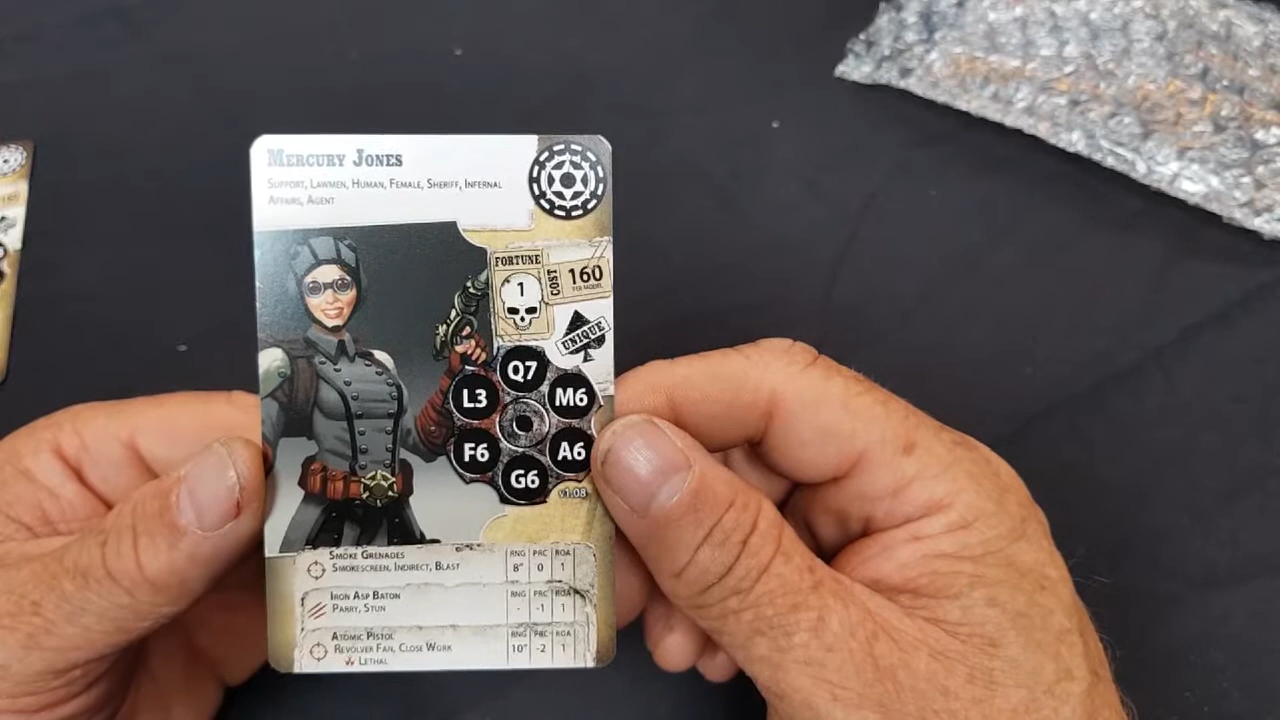 Mercury Jones
Support, Lawmen, Human, Female, Sheriff, Infernal
Affairs, Agent
FORTUNE
1
COST
160
PER MODEL
UNIQUE
Q7
L3
M6
F6
A6
G6
v1.08
Smoke Grenades
RNG PRC ROA
Smokescreen, Indirect, Blast
8" 0 1
Iron Asp Baton
RNG PRC ROA
Parry, Stun
- -1 1
Atomic Pistol
RNG PRC ROA
Revolver Fan, Close Work
10" -2 1
Lethal